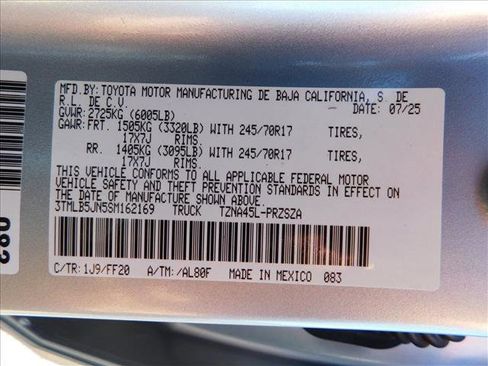 MFD.BY:TOYOTA MOTOR MANUFACTURING DE BAJA CALIFORNIA, S. DE
R.L. DE C.V. DATE: 07/25
GVWR:2725KG (6005LB)
GAWR:FRT. 1505KG (3320LB) WITH 245/70R17 TIRES,
17X7J RIMS.
RR. 1405KG (3095LB) WITH 245/70R17 TIRES,
17X7J RIMS.
THIS VEHICLE CONFORMS TO ALL APPLICABLE FEDERAL MOTOR
VEHICLE SAFETY AND THEFT PREVENTION STANDARDS IN EFFECT ON
THE DATE OF MANUFACTURE SHOWN ABOVE.
3TMLB5JN5SM162169 TRUCK TZNA45L-PRZSZA
C/TR:1J9/FF20 A/TM:/AL80F MADE IN MEXICO 083
083